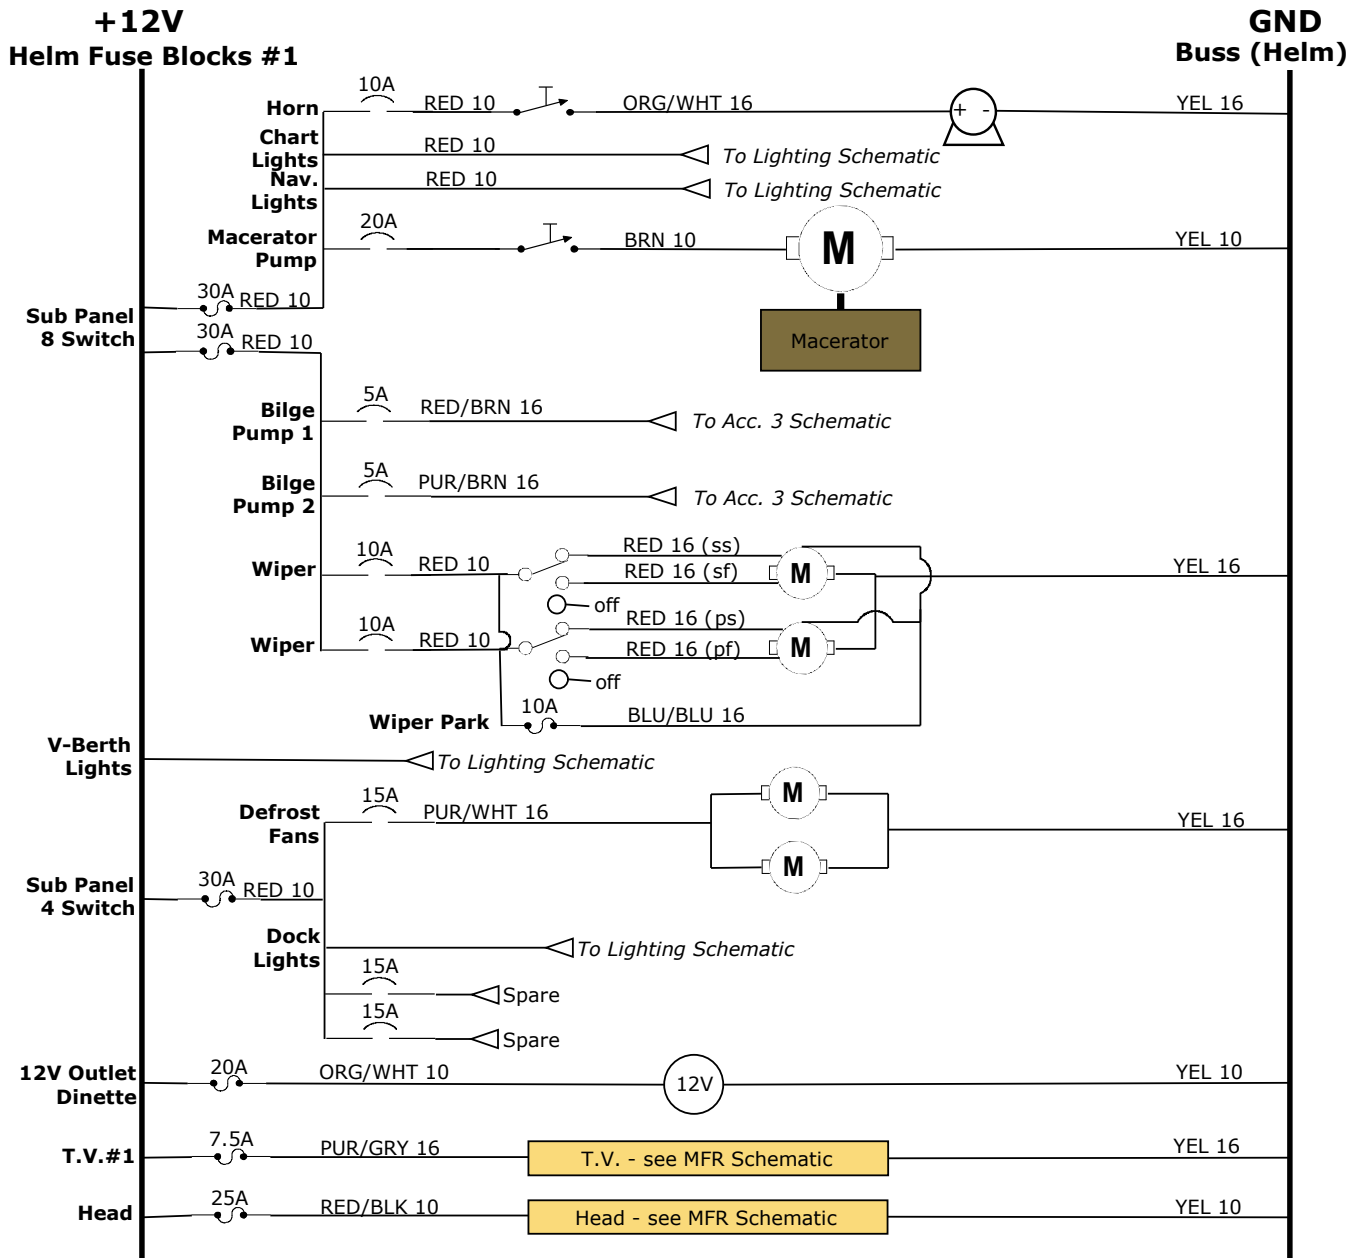 +12V
GND
Helm Fuse Blocks #1
Buss (Helm)
Horn
10A
RED 10
ORG/WHT 16
+ -
YEL 16
Chart
Lights
RED 10
To Lighting Schematic
Nav.
Lights
RED 10
To Lighting Schematic
Macerator
Pump
20A
BRN 10
M
YEL 10
Macerator
30A
RED 10
Sub Panel
8 Switch
30A
RED 10
Bilge
Pump 1
5A
RED/BRN 16
To Acc. 3 Schematic
Bilge
Pump 2
5A
PUR/BRN 16
To Acc. 3 Schematic
Wiper
10A
RED 10
RED 16 (ss)
RED 16 (sf)
off
M
YEL 16
Wiper
10A
RED 10
RED 16 (ps)
RED 16 (pf)
off
M
Wiper Park
10A
BLU/BLU 16
V-Berth
Lights
To Lighting Schematic
Defrost
Fans
15A
PUR/WHT 16
M
M
YEL 16
Sub Panel
4 Switch
30A
RED 10
Dock
Lights
To Lighting Schematic
15A
Spare
15A
Spare
12V Outlet
Dinette
20A
ORG/WHT 10
12V
YEL 10
T.V.#1
7.5A
PUR/GRY 16
T.V. - see MFR Schematic
YEL 16
Head
25A
RED/BLK 10
Head - see MFR Schematic
YEL 10